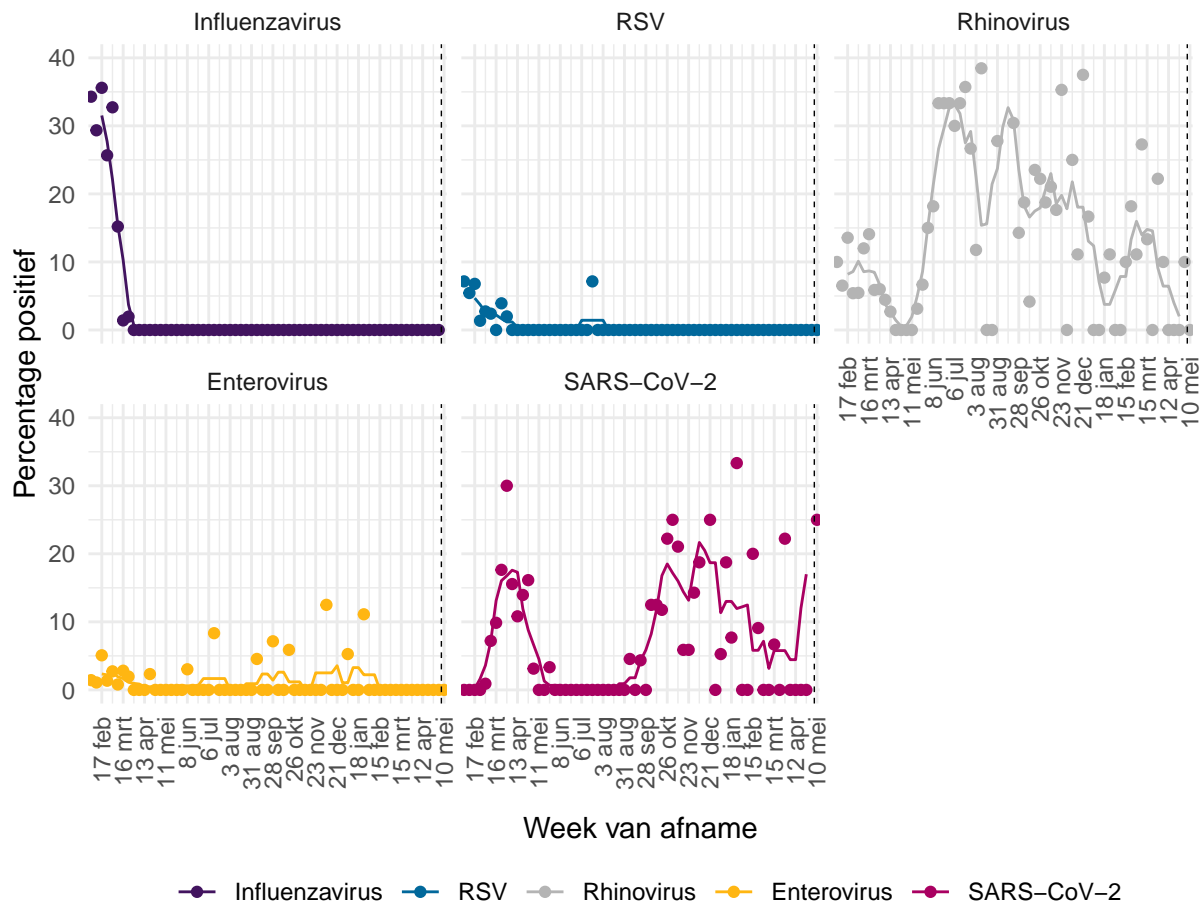 Influenzavirus RSV Rhinovirus
40
30
20
10
0
Enterovirus SARS−CoV−2
40
30
20
10
0
Percentage positief
17 feb 16 mrt 13 apr 11 mei 8 jun 6 jul 3 aug 31 aug 28 sep 26 okt 23 nov 21 dec 18 jan 15 feb 15 mrt 12 apr 10 mei
17 feb 16 mrt 13 apr 11 mei 8 jun 6 jul 3 aug 31 aug 28 sep 26 okt 23 nov 21 dec 18 jan 15 feb 15 mrt 12 apr 10 mei
17 feb 16 mrt 13 apr 11 mei 8 jun 6 jul 3 aug 31 aug 28 sep 26 okt 23 nov 21 dec 18 jan 15 feb 15 mrt 12 apr 10 mei
Week van afname
Influenzavirus RSV Rhinovirus Enterovirus SARS−CoV−2